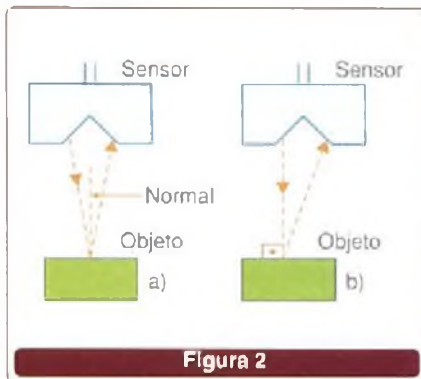 Sensor Sensor
Normal
Objeto Objeto
a) b)
Figura 2